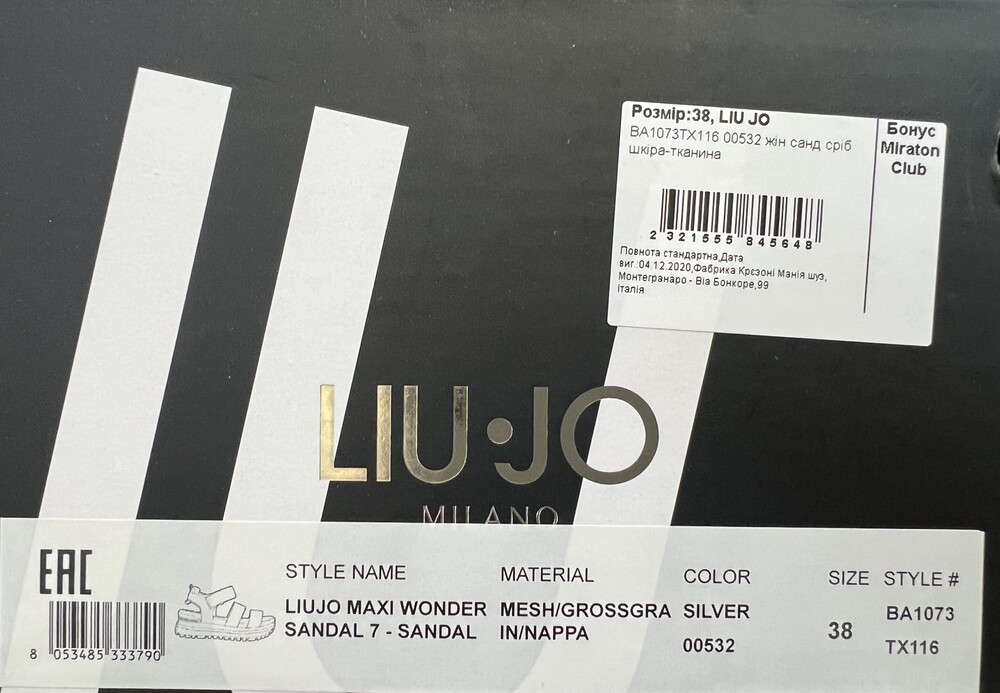 Розмір:38, LIU JO
BA1073TX116 00532 жін санд сріб
шкіра-тканина
Бонус
Miraton
Club
2 321555 845648
Повнота стандартна,Дата
виг.:04.12.2020,Фабрика Крєзоні Манія шуз,
Монтегранаро - Віа Бонкоре,99
Італія
LIU·JO
MILANO
EAC
8 053485 333790
STYLE NAME
LIUJO MAXI WONDER
SANDAL 7 - SANDAL
MATERIAL
MESH/GROSSGRA
IN/NAPPA
COLOR
SILVER
00532
SIZE
38
STYLE #
BA1073
TX116